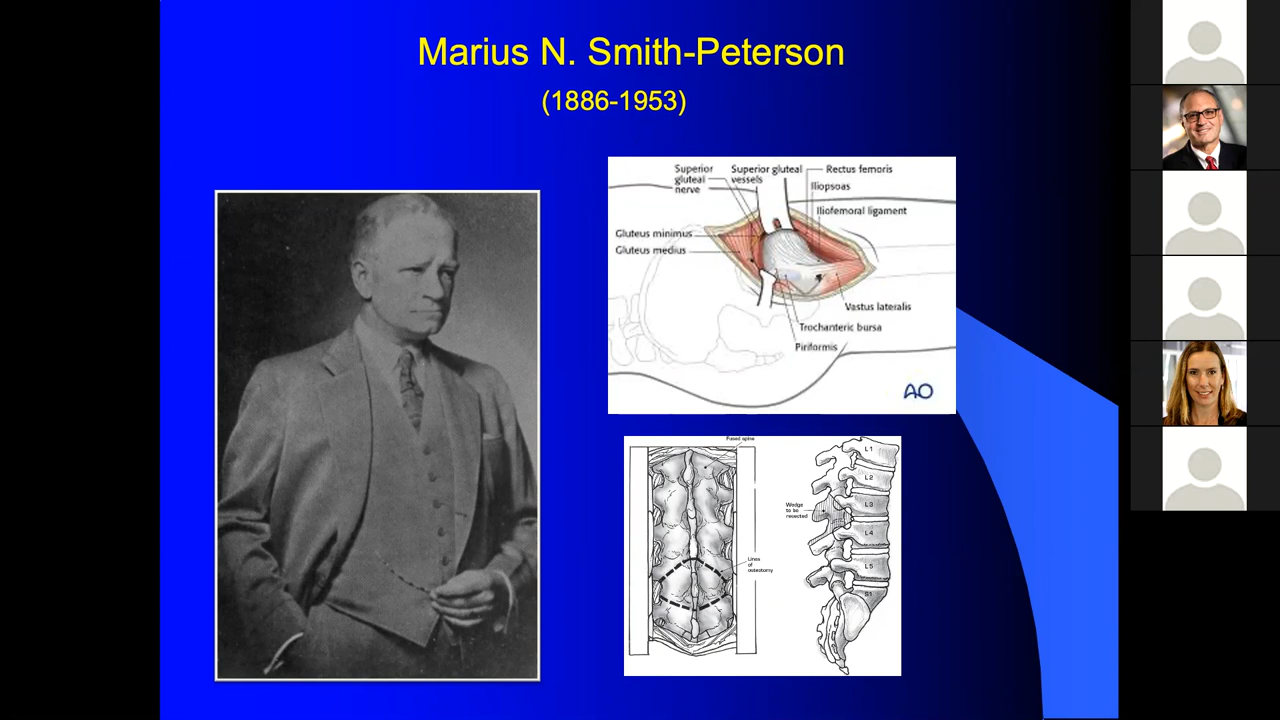 Marius N. Smith-Peterson
(1886-1953)
Superior
gluteal
nerve
Superior gluteal
vessels
Rectus femoris
Iliopsoas
Iliofemoral ligament
Gluteus minimus
Gluteus medius
Vastus lateralis
Trochanteric bursa
Piriformis
AO
Fused spine
Lines
of
osteotomy
Wedge
to be
resected
L1
L2
L3
L4
L5
S1